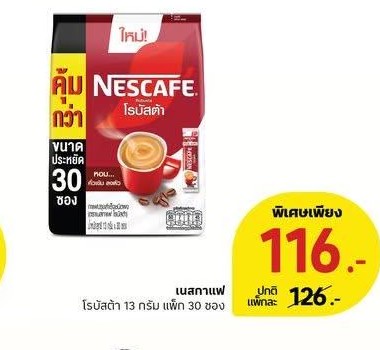 ใหม่!
คุ้ม
กว่า
NESCAFE
โรบัสต้า
ขนาด
ประหยัด
30
ซอง
หอม...
พิเศษเพียง
116.-
ปกติ
แพ็กละ
126.-
เนสกาแฟ
โรบัสต้า 13 กรัม แพ็ก 30 ซอง